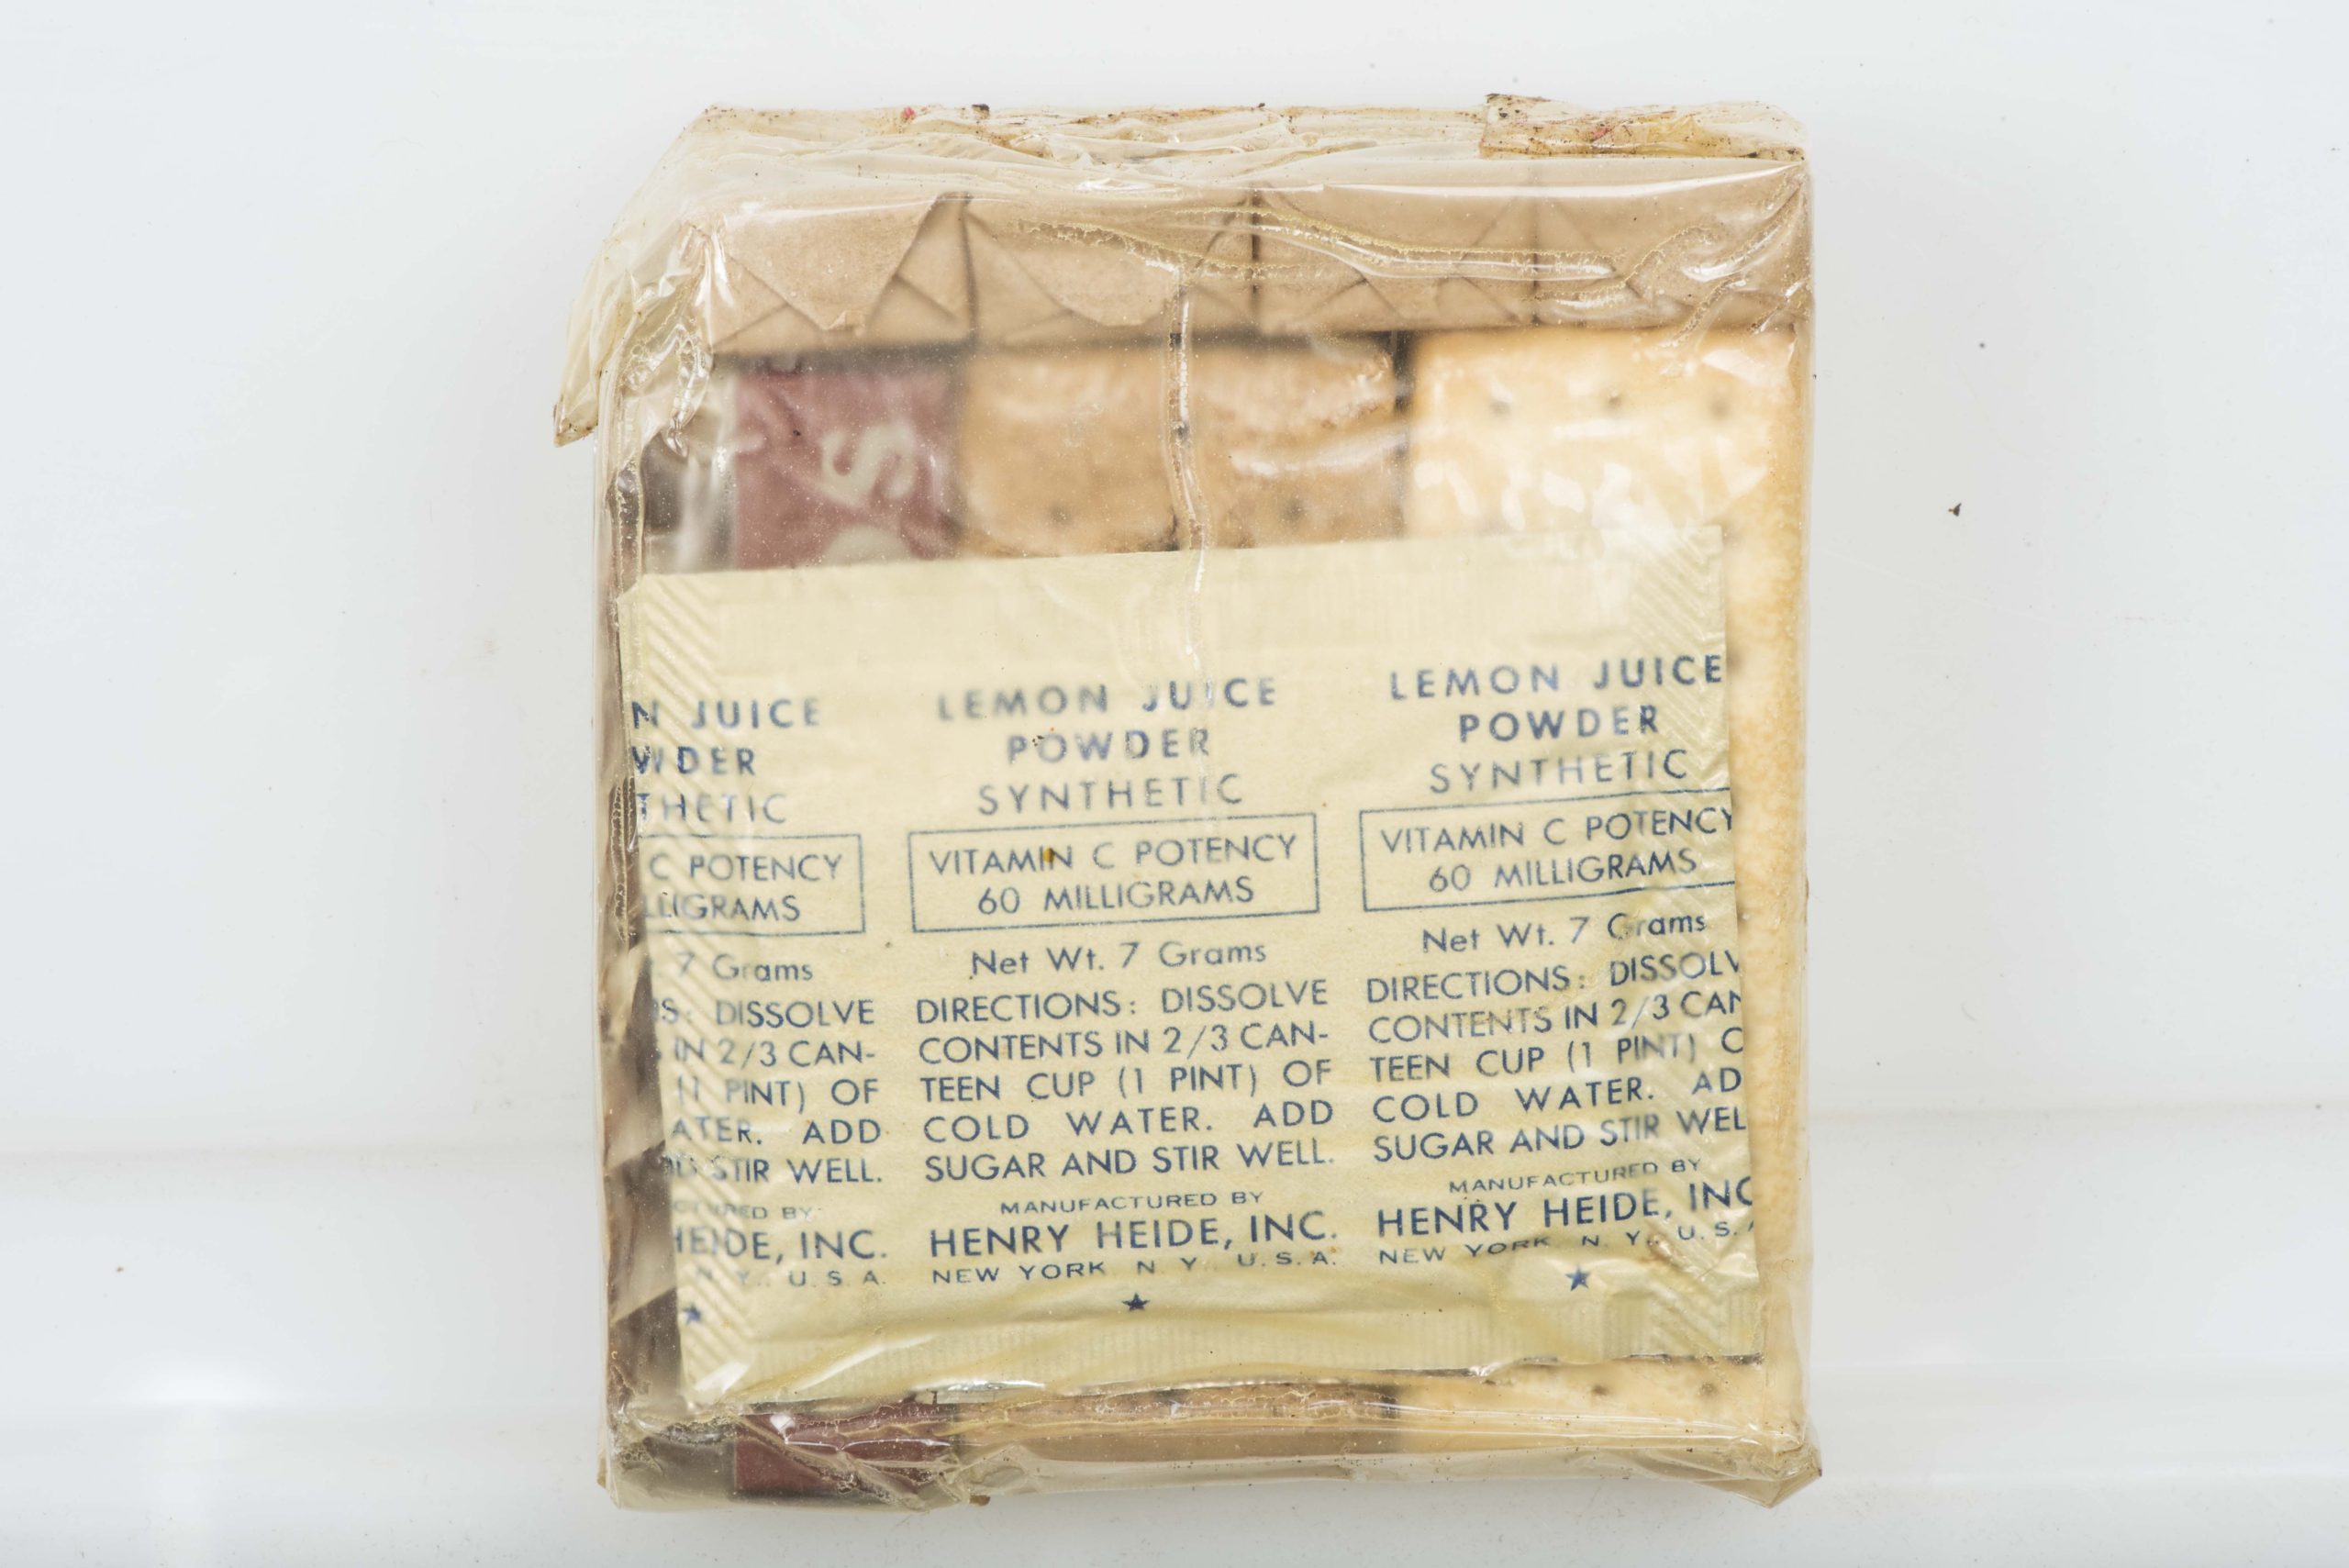 S
N JUICE
WDER
THETIC
C POTENCY
LLIGRAMS
7 Grams
S: DISSOLVE
IN 2/3 CAN-
(1 PINT) OF
ATER. ADD
D STIR WELL.
RED BY
HEIDE, INC.
N. Y., U. S. A.
LEMON JUICE
POWDER
SYNTHETIC
VITAMIN C POTENCY
60 MILLIGRAMS
Net Wt. 7 Grams
DIRECTIONS: DISSOLVE
CONTENTS IN 2/3 CAN-
TEEN CUP (1 PINT) OF
COLD WATER. ADD
SUGAR AND STIR WELL.
MANUFACTURED BY
HENRY HEIDE, INC.
NEW YORK N Y U. S. A.
LEMON JUICE
POWDER
SYNTHETIC
VITAMIN C POTENCY
60 MILLIGRAMS
Net Wt. 7 Grams
DIRECTIONS: DISSOLV
CONTENTS IN 2/3 CAN
TEEN CUP (1 PINT) O
COLD WATER. AD
SUGAR AND STIR WEL
MANUFACTURED BY
HENRY HEIDE, INC
NEW YORK N. Y., U. S. A